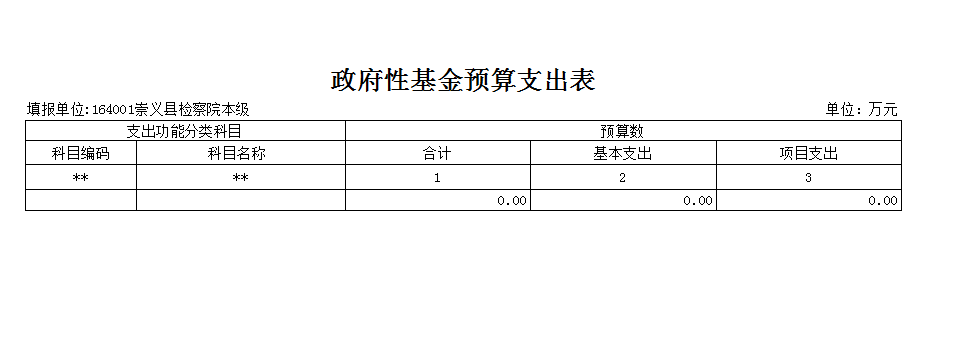 政府性基金预算支出表
填报单位:164001崇义县检察院本级 单位：万元
支出功能分类科目 预算数
科目编码 科目名称 合计 基本支出 项目支出
** ** 1 2 3
0.00 0.00 0.00